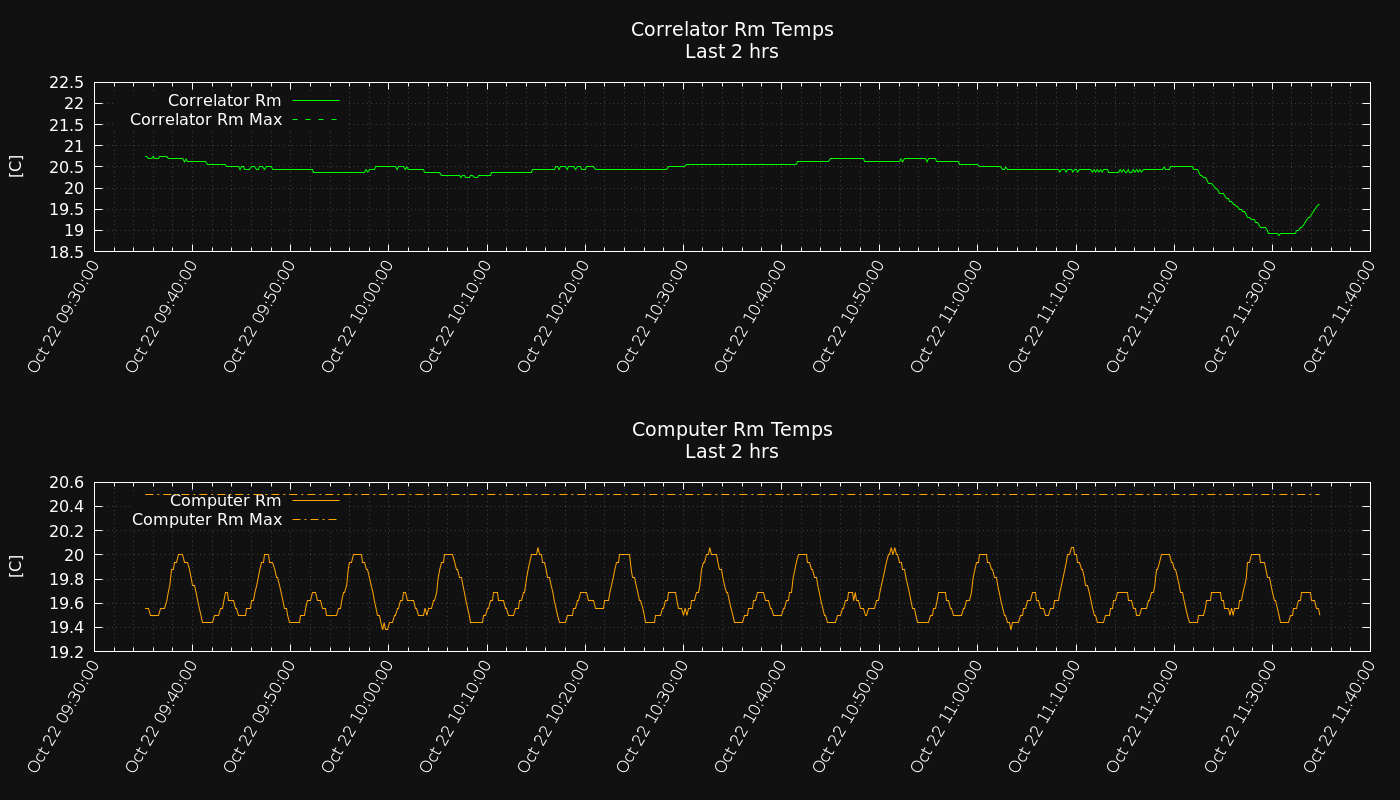 Correlator Rm Temps
Last 2 hrs
22.5
22
21.5
21
20.5
20
19.5
19
18.5
[C]
Correlator Rm
Correlator Rm Max
Oct 22 09:30:00
Oct 22 09:40:00
Oct 22 09:50:00
Oct 22 10:00:00
Oct 22 10:10:00
Oct 22 10:20:00
Oct 22 10:30:00
Oct 22 10:40:00
Oct 22 10:50:00
Oct 22 11:00:00
Oct 22 11:10:00
Oct 22 11:20:00
Oct 22 11:30:00
Oct 22 11:40:00
Computer Rm Temps
Last 2 hrs
20.6
20.4
20.2
20
19.8
19.6
19.4
19.2
[C]
Computer Rm
Computer Rm Max
Oct 22 09:30:00
Oct 22 09:40:00
Oct 22 09:50:00
Oct 22 10:00:00
Oct 22 10:10:00
Oct 22 10:20:00
Oct 22 10:30:00
Oct 22 10:40:00
Oct 22 10:50:00
Oct 22 11:00:00
Oct 22 11:10:00
Oct 22 11:20:00
Oct 22 11:30:00
Oct 22 11:40:00